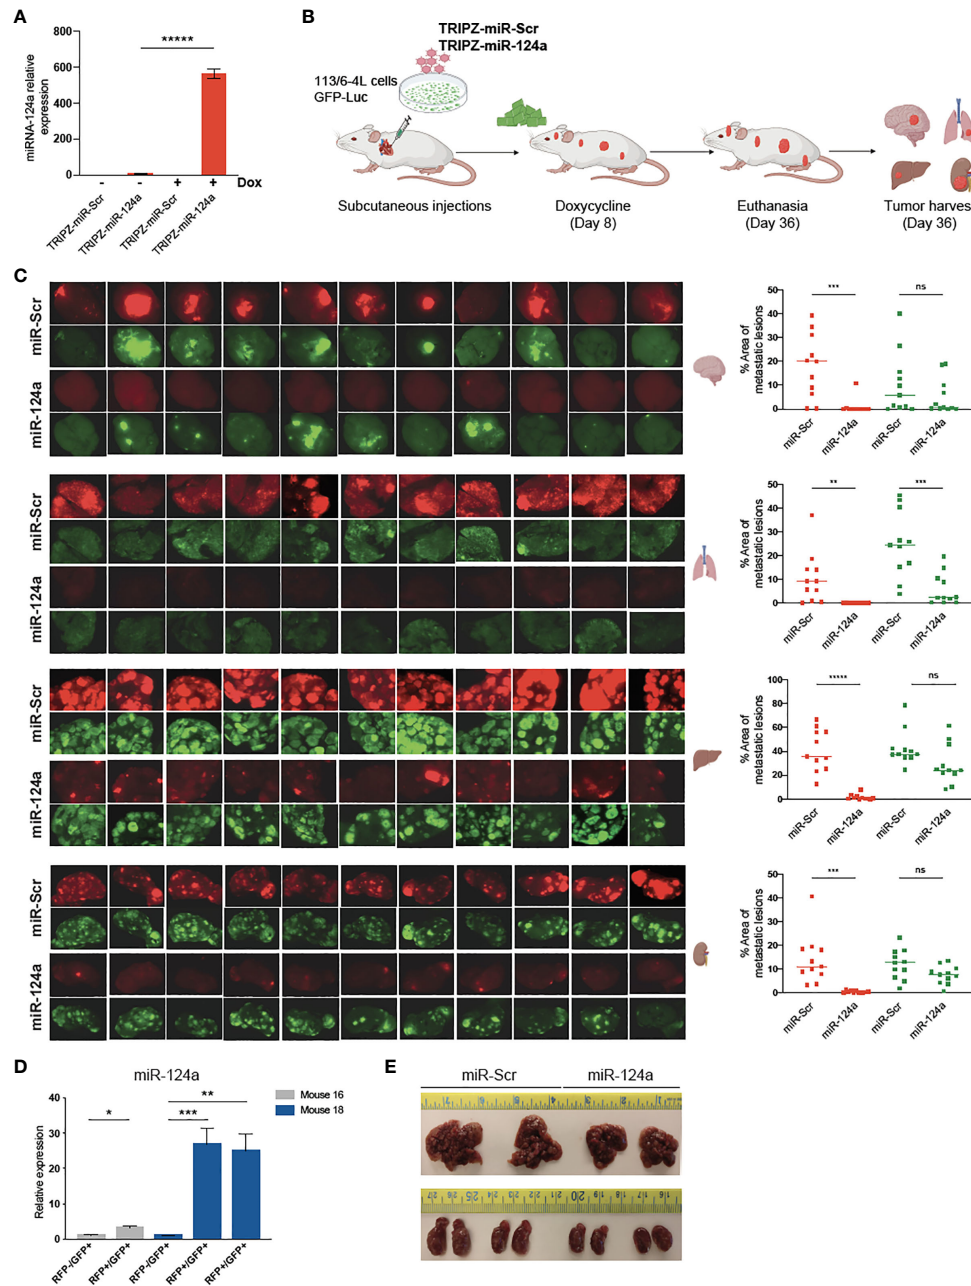 A
miRNA-124a relative
expression
800
600
400
200
0
*****
- - + + Dox
TRIPZ-miR-Scr
TRIPZ-miR-124a
TRIPZ-miR-Scr
TRIPZ-miR-124a
B
TRIPZ-miR-Scr
TRIPZ-miR-124a
113/6-4L cells
GFP-Luc
Subcutaneous injections
Doxycycline
(Day 8)
Euthanasia
(Day 36)
Tumor harvest
(Day 36)
C
miR-Scr
miR-124a
% Area of
metastatic lesions
50
40
30
20
10
0
*** ns
miR-Scr
miR-124a
miR-Scr
miR-124a
miR-Scr
miR-124a
% Area of
metastatic lesions
50
40
30
20
10
0
** ***
miR-Scr
miR-124a
miR-Scr
miR-124a
miR-Scr
miR-124a
% Area of
metastatic lesions
100
80
60
40
20
0
***** ns
miR-Scr
miR-124a
miR-Scr
miR-124a
miR-Scr
miR-124a
% Area of
metastatic lesions
50
40
30
20
10
0
*** ns
miR-Scr
miR-124a
miR-Scr
miR-124a
D
miR-124a
Mouse 16
Mouse 18
Relative expression
40
30
20
10
0
* *** **
RFP-/GFP+
RFP+/GFP+
RFP-/GFP+
RFP+/GFP+
RFP+/GFP+
E
miR-Scr miR-124a